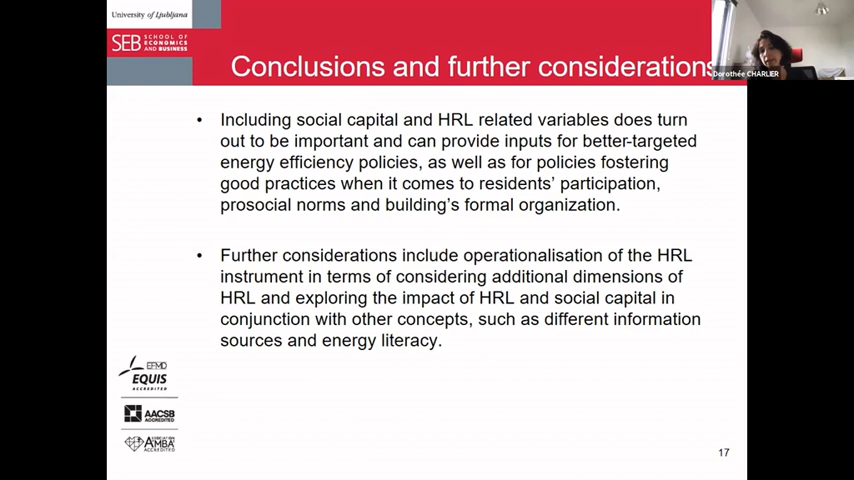 University of Ljubljana
SEB SCHOOL OF
ECONOMICS
AND BUSINESS
Conclusions and further considerations
Dorothée CHARLIER
• Including social capital and HRL related variables does turn
out to be important and can provide inputs for better-targeted
energy efficiency policies, as well as for policies fostering
good practices when it comes to residents’ participation,
prosocial norms and building’s formal organization.
• Further considerations include operationalisation of the HRL
instrument in terms of considering additional dimensions of
HRL and exploring the impact of HRL and social capital in
conjunction with other concepts, such as different information
sources and energy literacy.
EFMD
EQUIS
ACCREDITED
AACSB
ACCREDITED
ASSOCIATION
AMBA
ACCREDITED
17